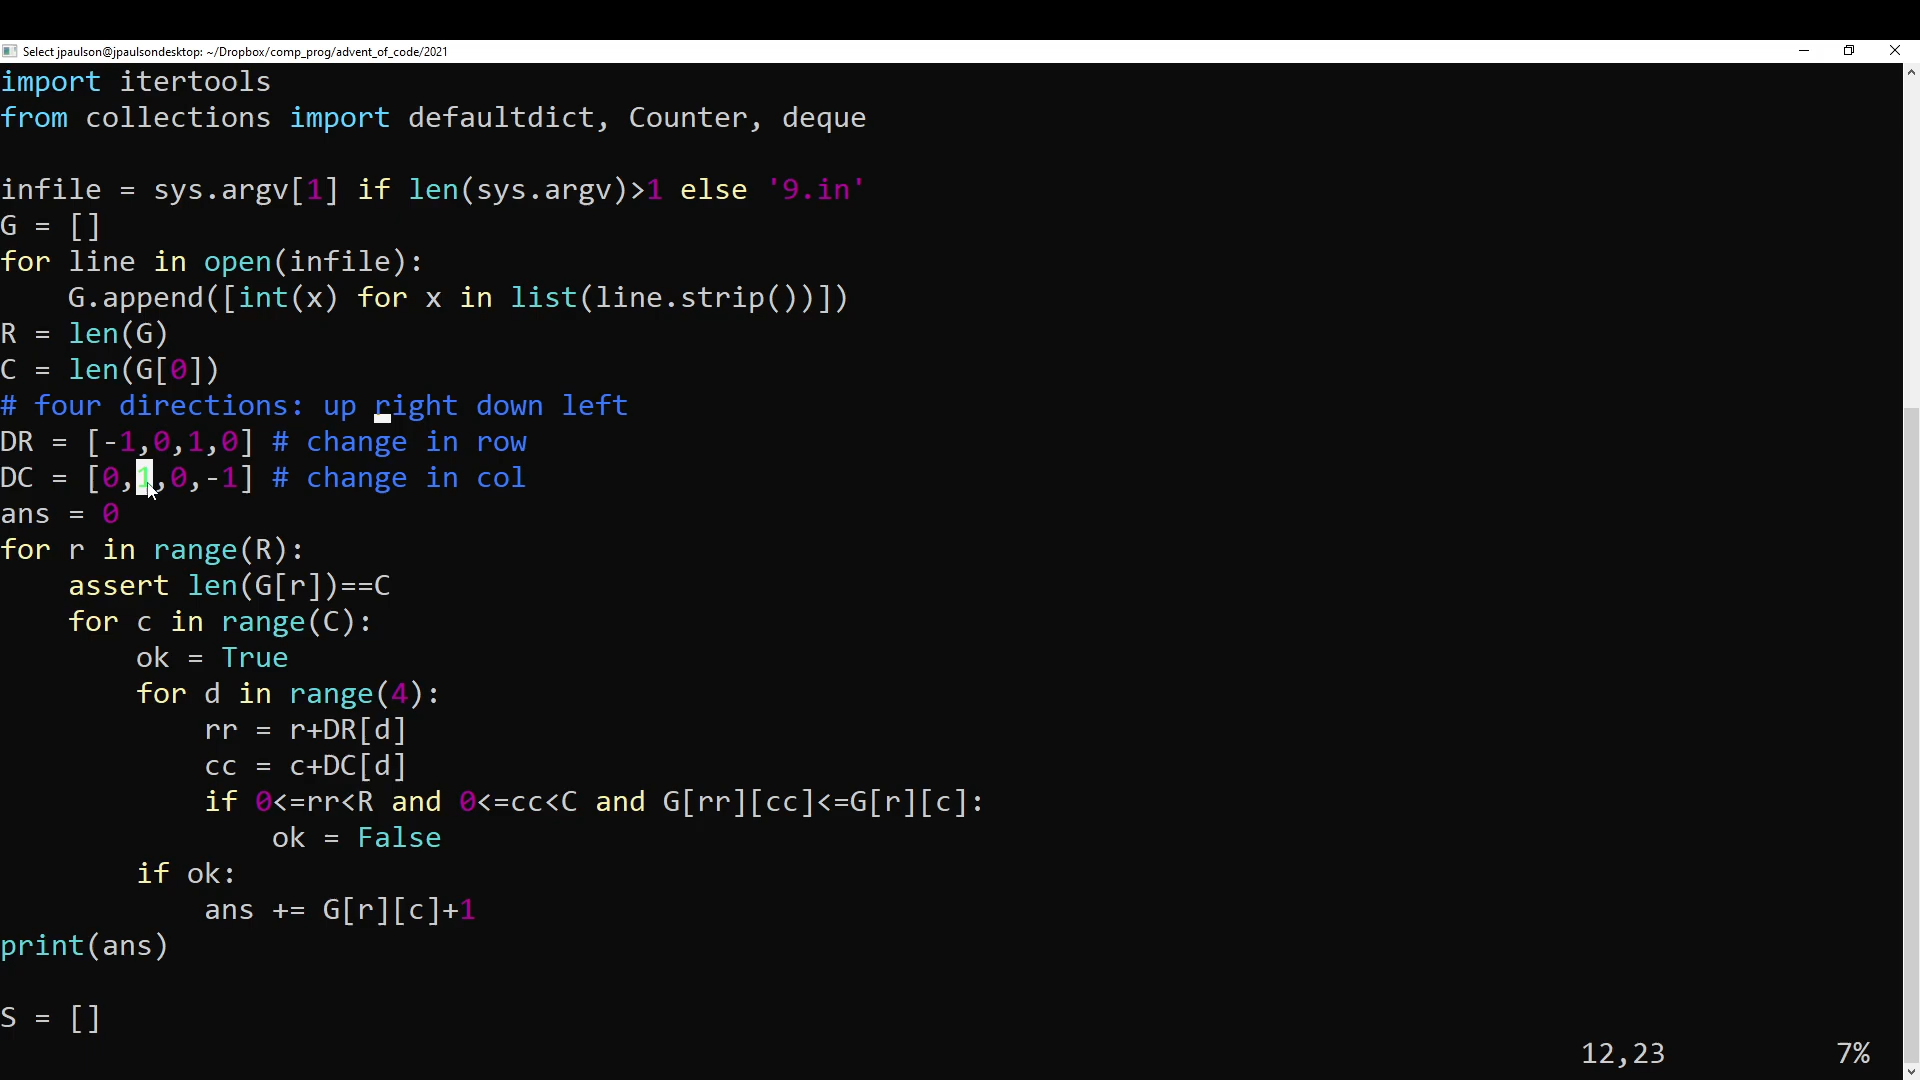 Select jpaulson@jpaulsondesktop: ~/Dropbox/comp_prog/advent_of_code/2021
import itertools
from collections import defaultdict, Counter, deque
infile = sys.argv[1] if len(sys.argv)>1 else '9.in'
G = []
for line in open(infile):
    G.append([int(x) for x in list(line.strip())])
R = len(G)
C = len(G[0])
# four directions: up right down left
DR = [-1,0,1,0] # change in row
DC = [0,1,0,-1] # change in col
ans = 0
for r in range(R):
    assert len(G[r])==C
    for c in range(C):
        ok = True
        for d in range(4):
            rr = r+DR[d]
            cc = c+DC[d]
            if 0<=rr<R and 0<=cc<C and G[rr][cc]<=G[r][c]:
                ok = False
        if ok:
            ans += G[r][c]+1
print(ans)
S = []
12,23 7%